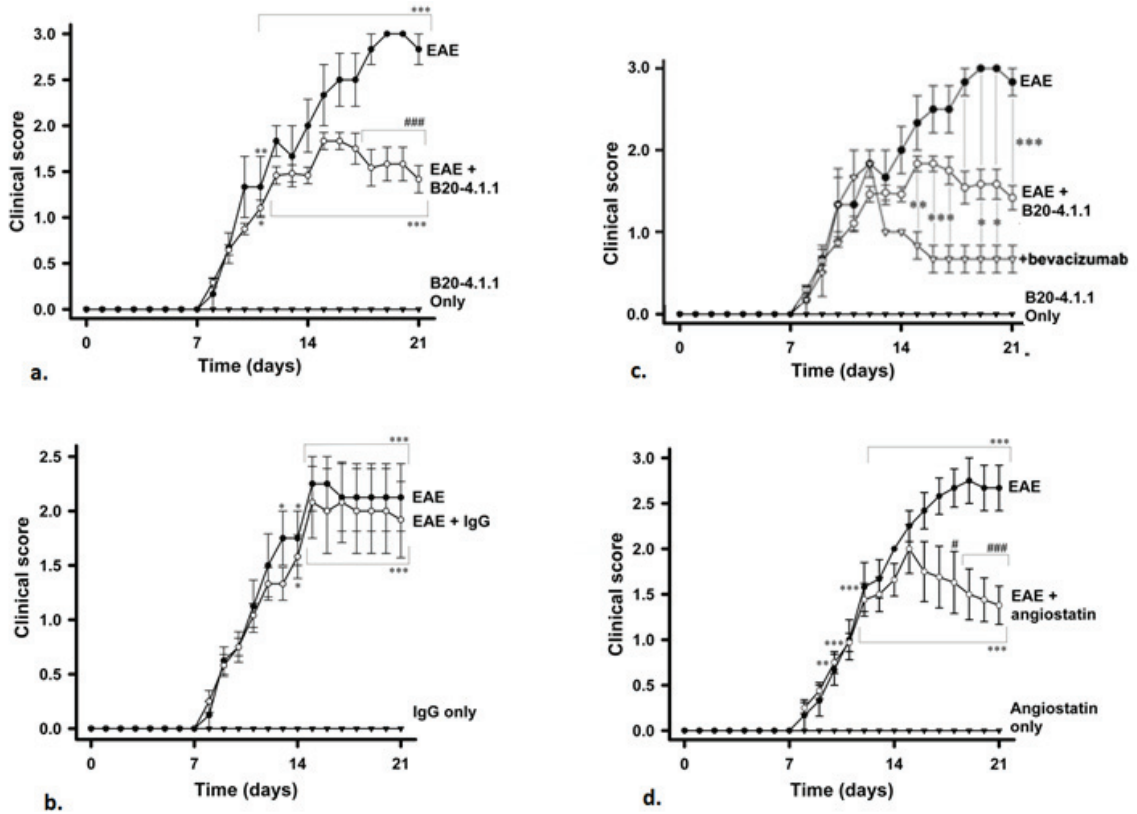 ***
3.0
EAE
2.5
Clinical score
2.0
###
**
1.5
EAE +
B20-4.1.1
1.0
*
***
0.5
B20-4.1.1
Only
0.0
0
7
14
21
Time (days)
a.
3.0
EAE
2.5
Clinical score
***
2.0
EAE +
B20-4.1.1
1.0
**
***
*
*
+bevacizumab
B20-4.1.1
Only
0.0
0
7
14
21
Time (days)
c.
***
2.5
EAE
2.0
EAE + IgG
*
*
Clinical score
1.5
*
***
1.0
0.5
IgG only
0.0
0
7
14
21
Time (days)
b.
***
3.0
EAE
2.5
Clinical score
2.0
#
###
1.5
***
EAE +
angiostatin
1.0
***
***
**
0.5
Angiostatin
only
0.0
0
7
14
21
Time (days)
d.